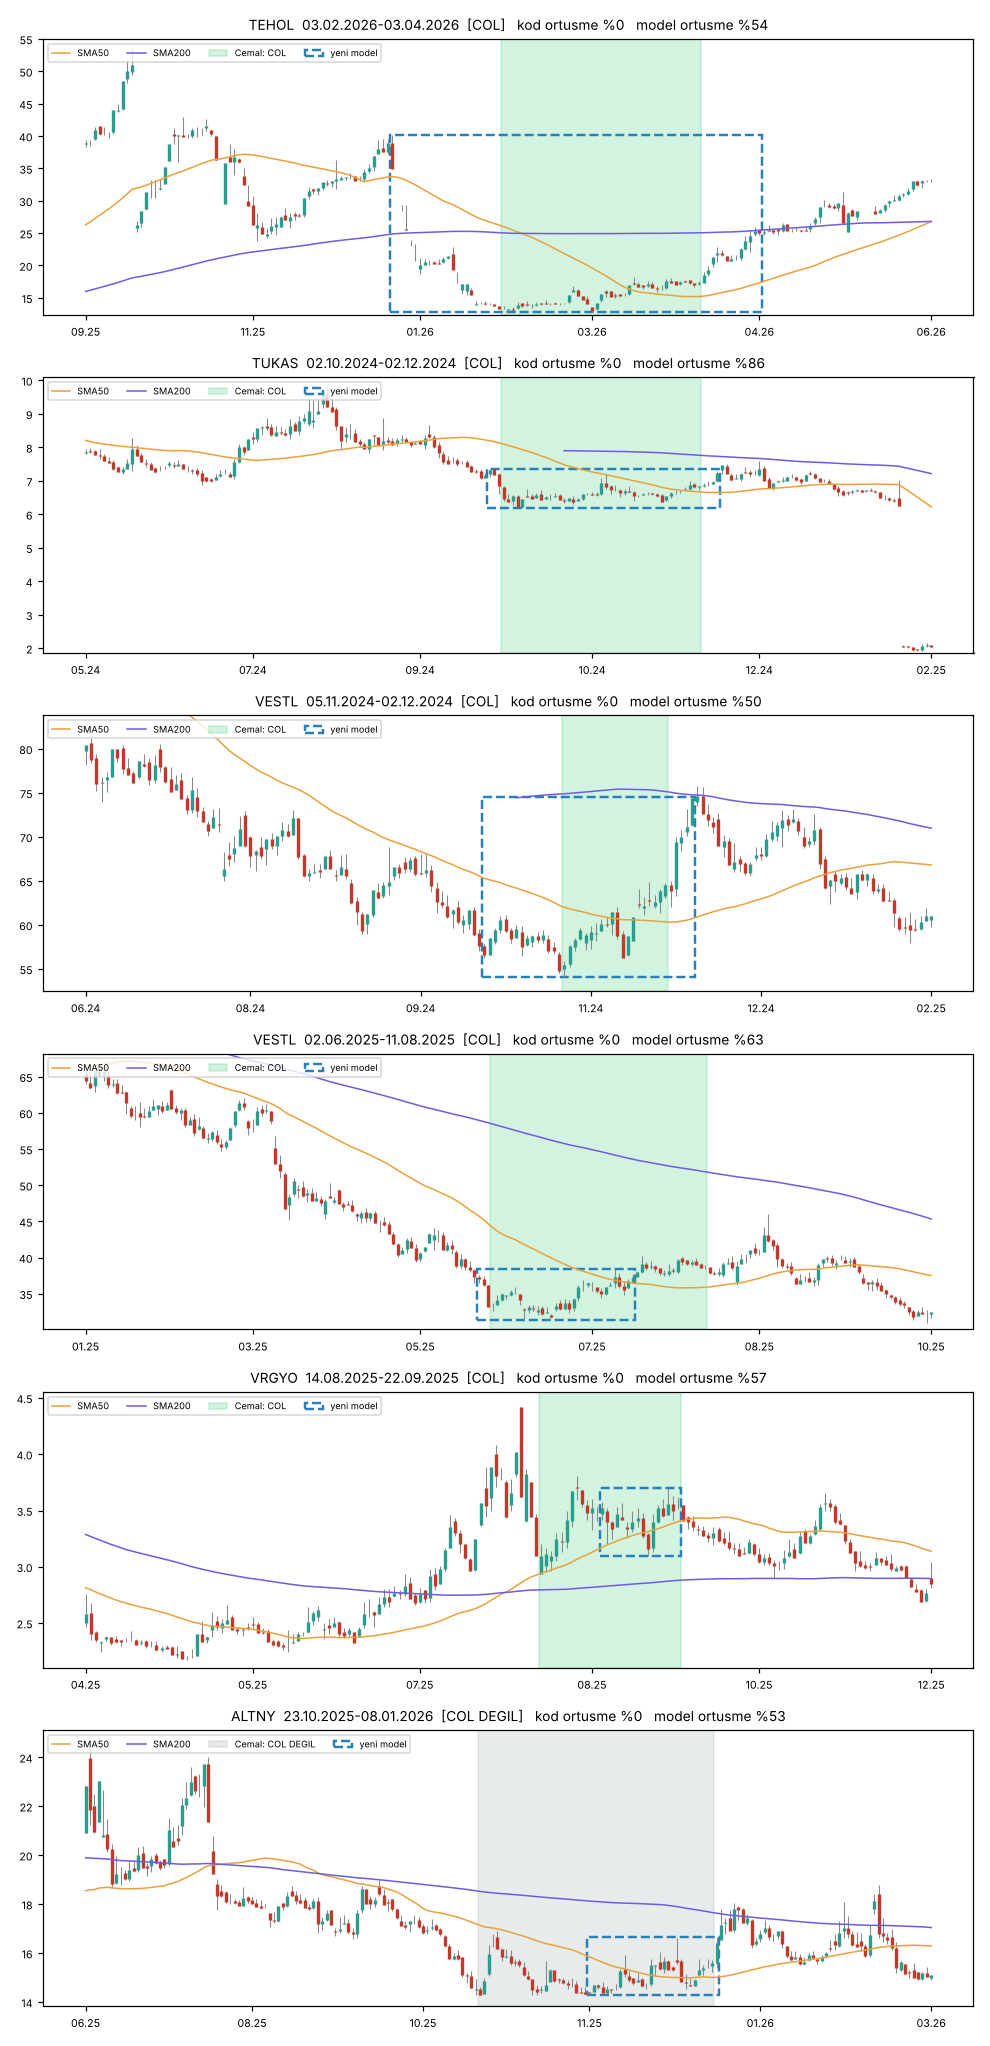 TEHOL 03.02.2026-03.04.2026 [COL] kod ortusme %0 model ortusme %54
SMA50 SMA200 Cemal: COL yeni model
55
50
45
40
35
30
25
20
15
09.25 11.25 01.26 03.26 04.26 06.26
TUKAS 02.10.2024-02.12.2024 [COL] kod ortusme %0 model ortusme %86
SMA50 SMA200 Cemal: COL yeni model
10
9
8
7
6
5
4
3
2
05.24 07.24 09.24 10.24 12.24 02.25
VESTL 05.11.2024-02.12.2024 [COL] kod ortusme %0 model ortusme %50
SMA50 SMA200 Cemal: COL yeni model
80
75
70
65
60
55
06.24 08.24 09.24 11.24 12.24 02.25
VESTL 02.06.2025-11.08.2025 [COL] kod ortusme %0 model ortusme %63
SMA50 SMA200 Cemal: COL yeni model
65
60
55
50
45
40
35
01.25 03.25 05.25 07.25 08.25 10.25
VRGYO 14.08.2025-22.09.2025 [COL] kod ortusme %0 model ortusme %57
SMA50 SMA200 Cemal: COL yeni model
4.5
4.0
3.5
3.0
2.5
04.25 05.25 07.25 08.25 10.25 12.25
ALTNY 23.10.2025-08.01.2026 [COL DEGIL] kod ortusme %0 model ortusme %53
SMA50 SMA200 Cemal: COL DEGIL yeni model
24
22
20
18
16
14
06.25 08.25 10.25 11.25 01.26 03.26